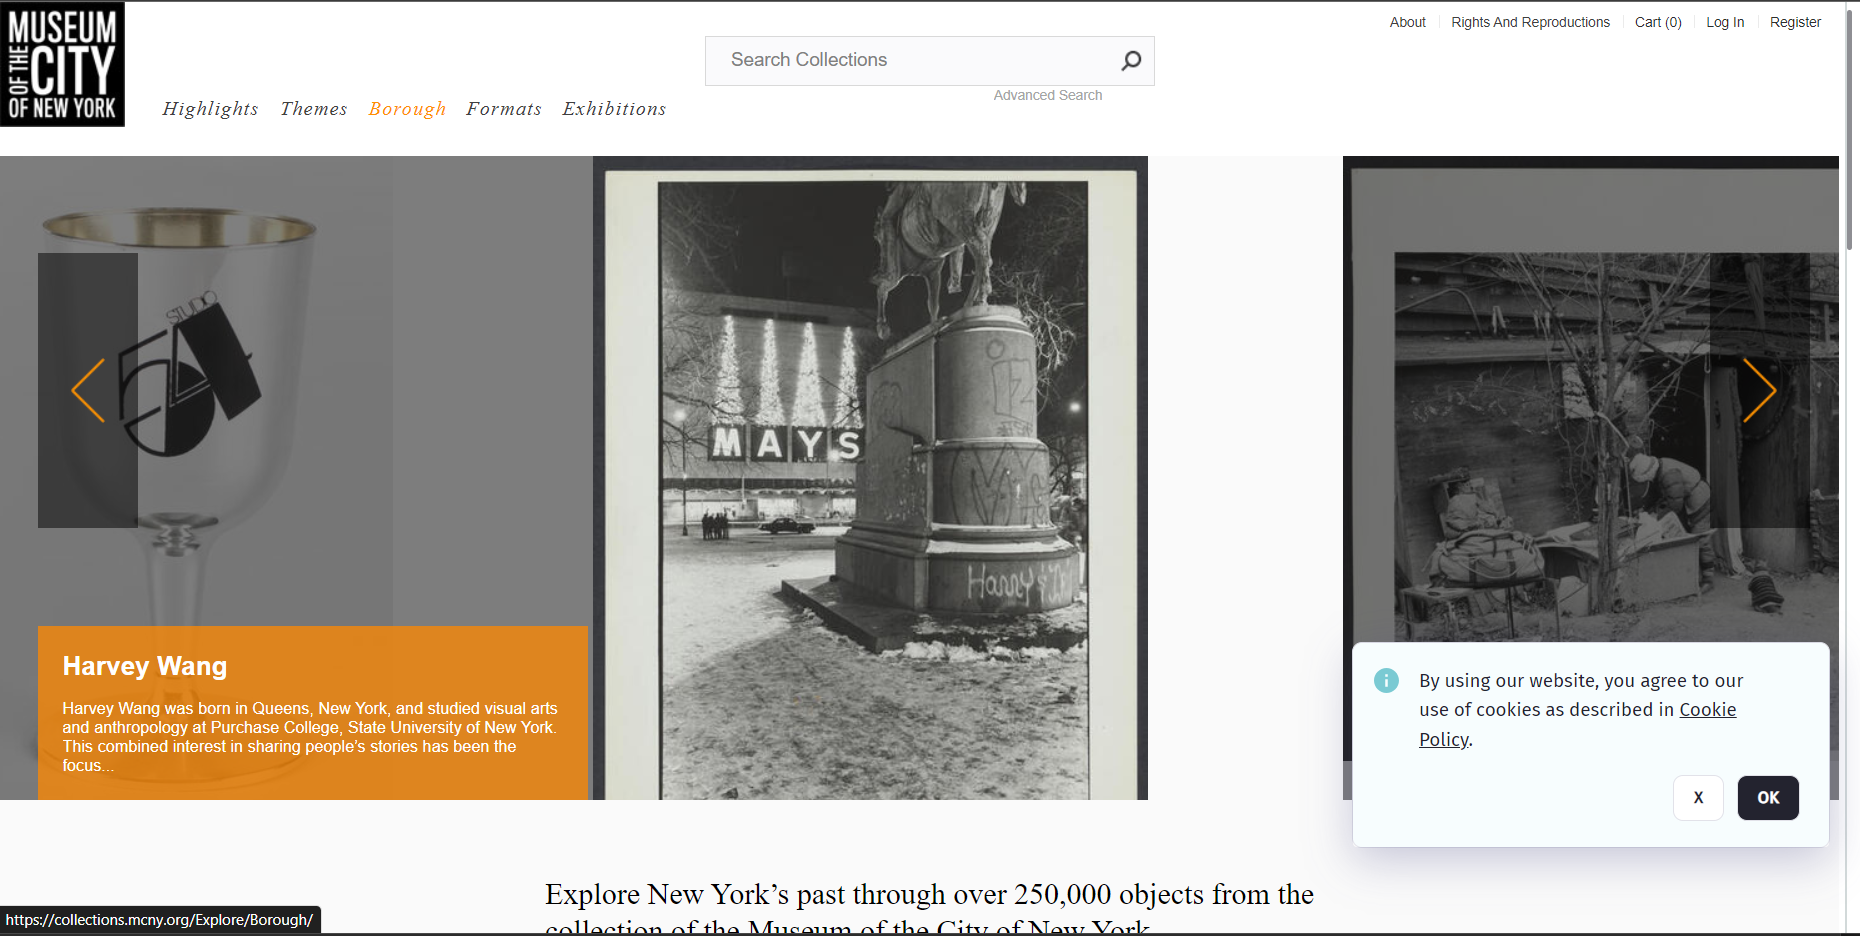 MUSEUM
OF THE
CITY
OF NEW YORK
About
Rights And Reproductions
Cart (0)
Log In
Register
Search Collections
Advanced Search
Highlights
Themes
Borough
Formats
Exhibitions
STUDIO
54
MAYS
Harvey Wang
Harvey Wang was born in Queens, New York, and studied visual arts
and anthropology at Purchase College, State University of New York.
This combined interest in sharing people's stories has been the
focus...
By using our website, you agree to our
use of cookies as described in Cookie
Policy.
X
OK
Explore New York’s past through over 250,000 objects from the
collection of the Museum of the City of New York
https://collections.mcny.org/Explore/Borough/